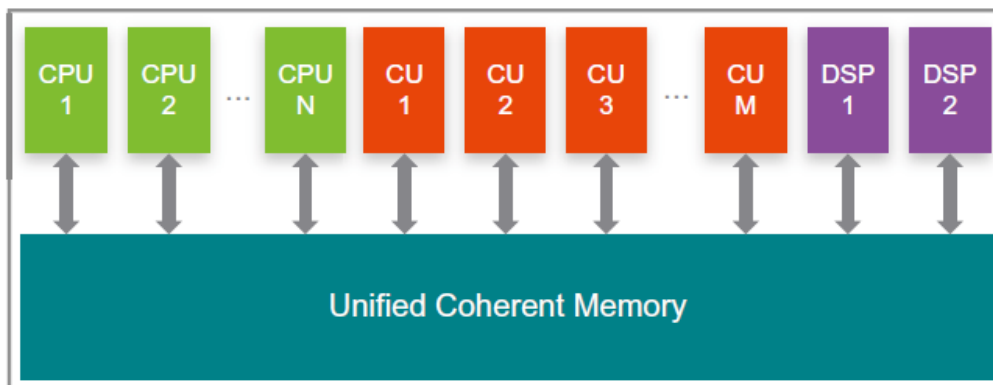 CPU 1
CPU 2
...
CPU N
CU 1
CU 2
CU 3
...
CU M
DSP 1
DSP 2
Unified Coherent Memory